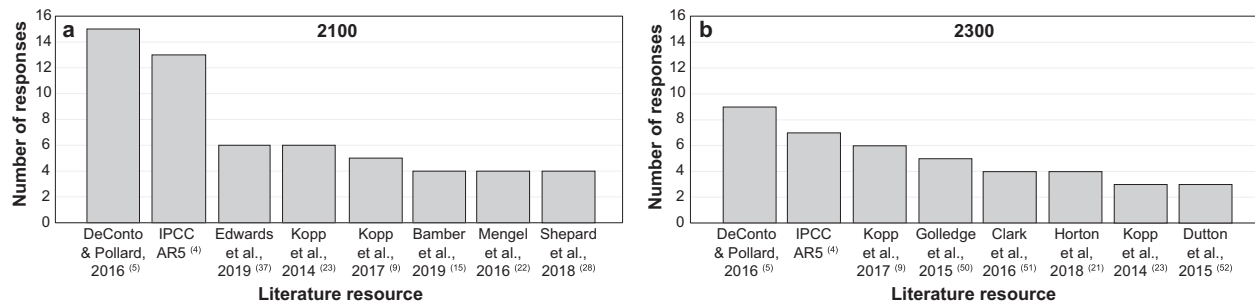 a
2100
Number of responses
16
14
12
10
8
6
4
2
0
DeConto & Pollard, 2016 (5)
IPCC AR5 (4)
Edwards et al., 2019 (37)
Kopp et al., 2014 (23)
Kopp et al., 2017 (9)
Bamber et al., 2019 (15)
Mengel et al., 2016 (22)
Shepard et al., 2018 (28)
Literature resource
b
2300
Number of responses
16
14
12
10
8
6
4
2
0
DeConto & Pollard, 2016 (5)
IPCC AR5 (4)
Kopp et al., 2017 (9)
Golledge et al., 2015 (50)
Clark et al., 2016 (51)
Horton et al, 2018 (21)
Kopp et al., 2014 (23)
Dutton et al., 2015 (52)
Literature resource